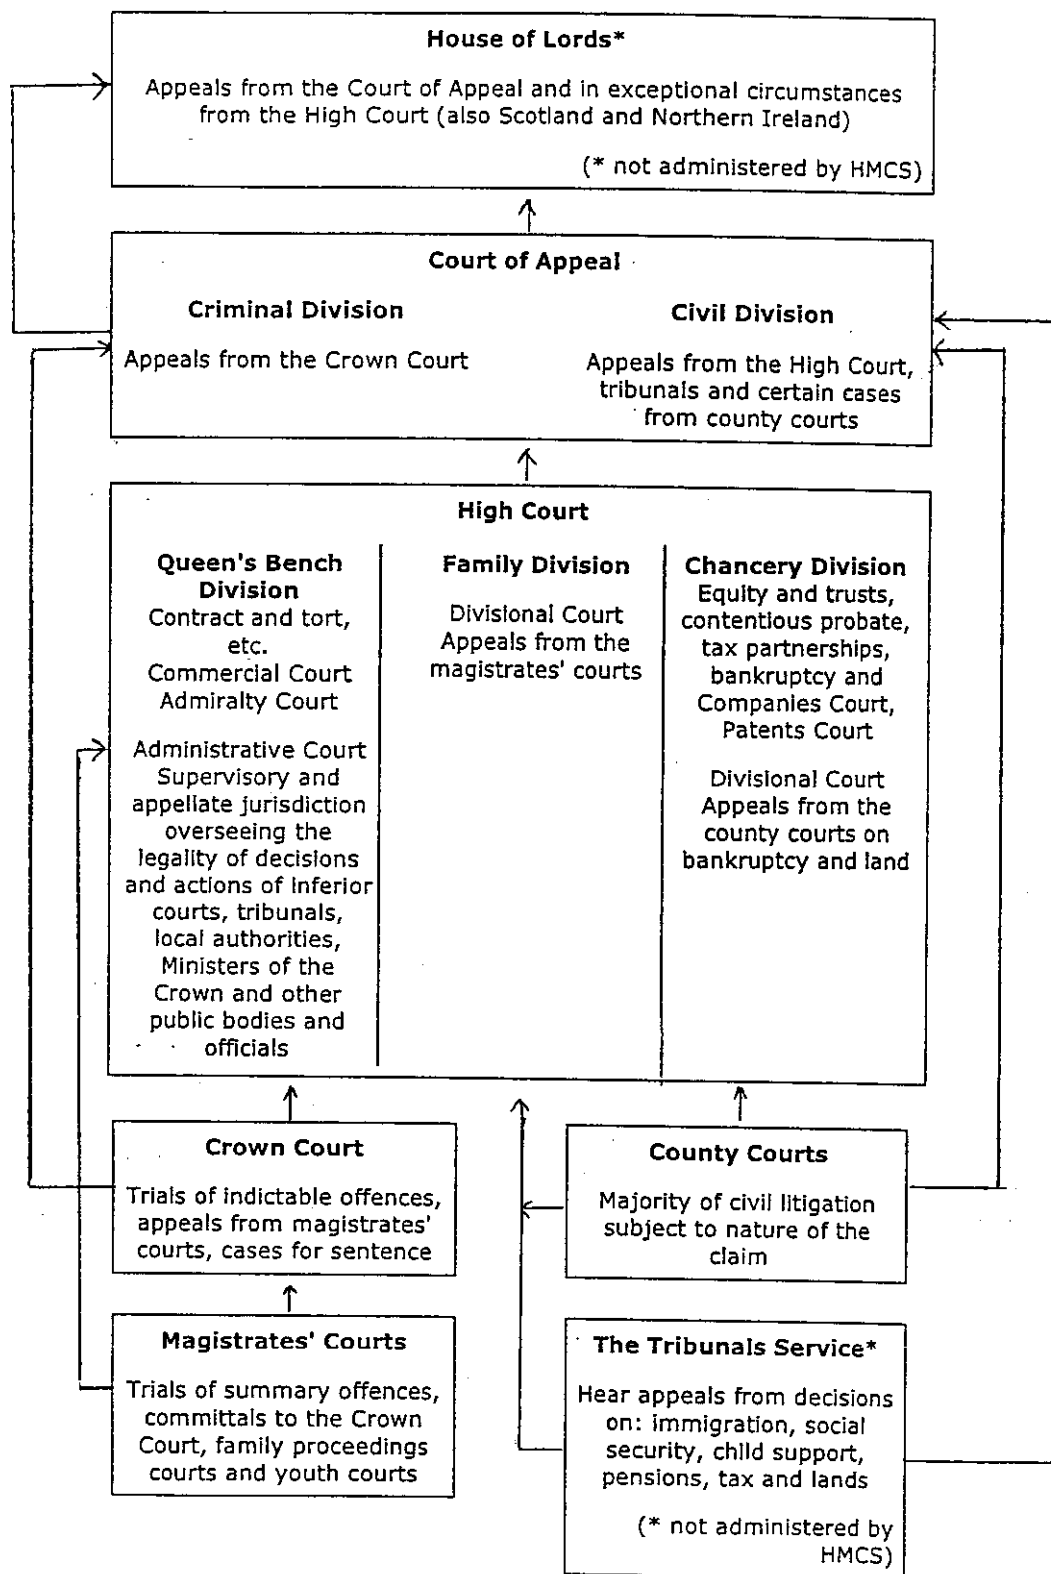 House of Lords*
Appeals from the Court of Appeal and in exceptional circumstances
from the High Court (also Scotland and Northern Ireland)
(* not administered by HMCS)
Court of Appeal
Criminal Division
Appeals from the Crown Court
Civil Division
Appeals from the High Court,
tribunals and certain cases
from county courts
High Court
Queen's Bench
Division
Contract and tort,
etc.
Commercial Court
Admiralty Court
Administrative Court
Supervisory and
appellate jurisdiction
overseeing the
legality of decisions
and actions of inferior
courts, tribunals,
local authorities,
Ministers of the
Crown and other
public bodies and
officials
Family Division
Divisional Court
Appeals from the
magistrates' courts
Chancery Division
Equity and trusts,
contentious probate,
tax partnerships,
bankruptcy and
Companies Court,
Patents Court
Divisional Court
Appeals from the
county courts on
bankruptcy and land
Crown Court
Trials of indictable offences,
appeals from magistrates'
courts, cases for sentence
County Courts
Majority of civil litigation
subject to nature of the
claim
Magistrates' Courts
Trials of summary offences,
committals to the Crown
Court, family proceedings
courts and youth courts
The Tribunals Service*
Hear appeals from decisions
on: immigration, social
security, child support,
pensions, tax and lands
(* not administered by
HMCS)